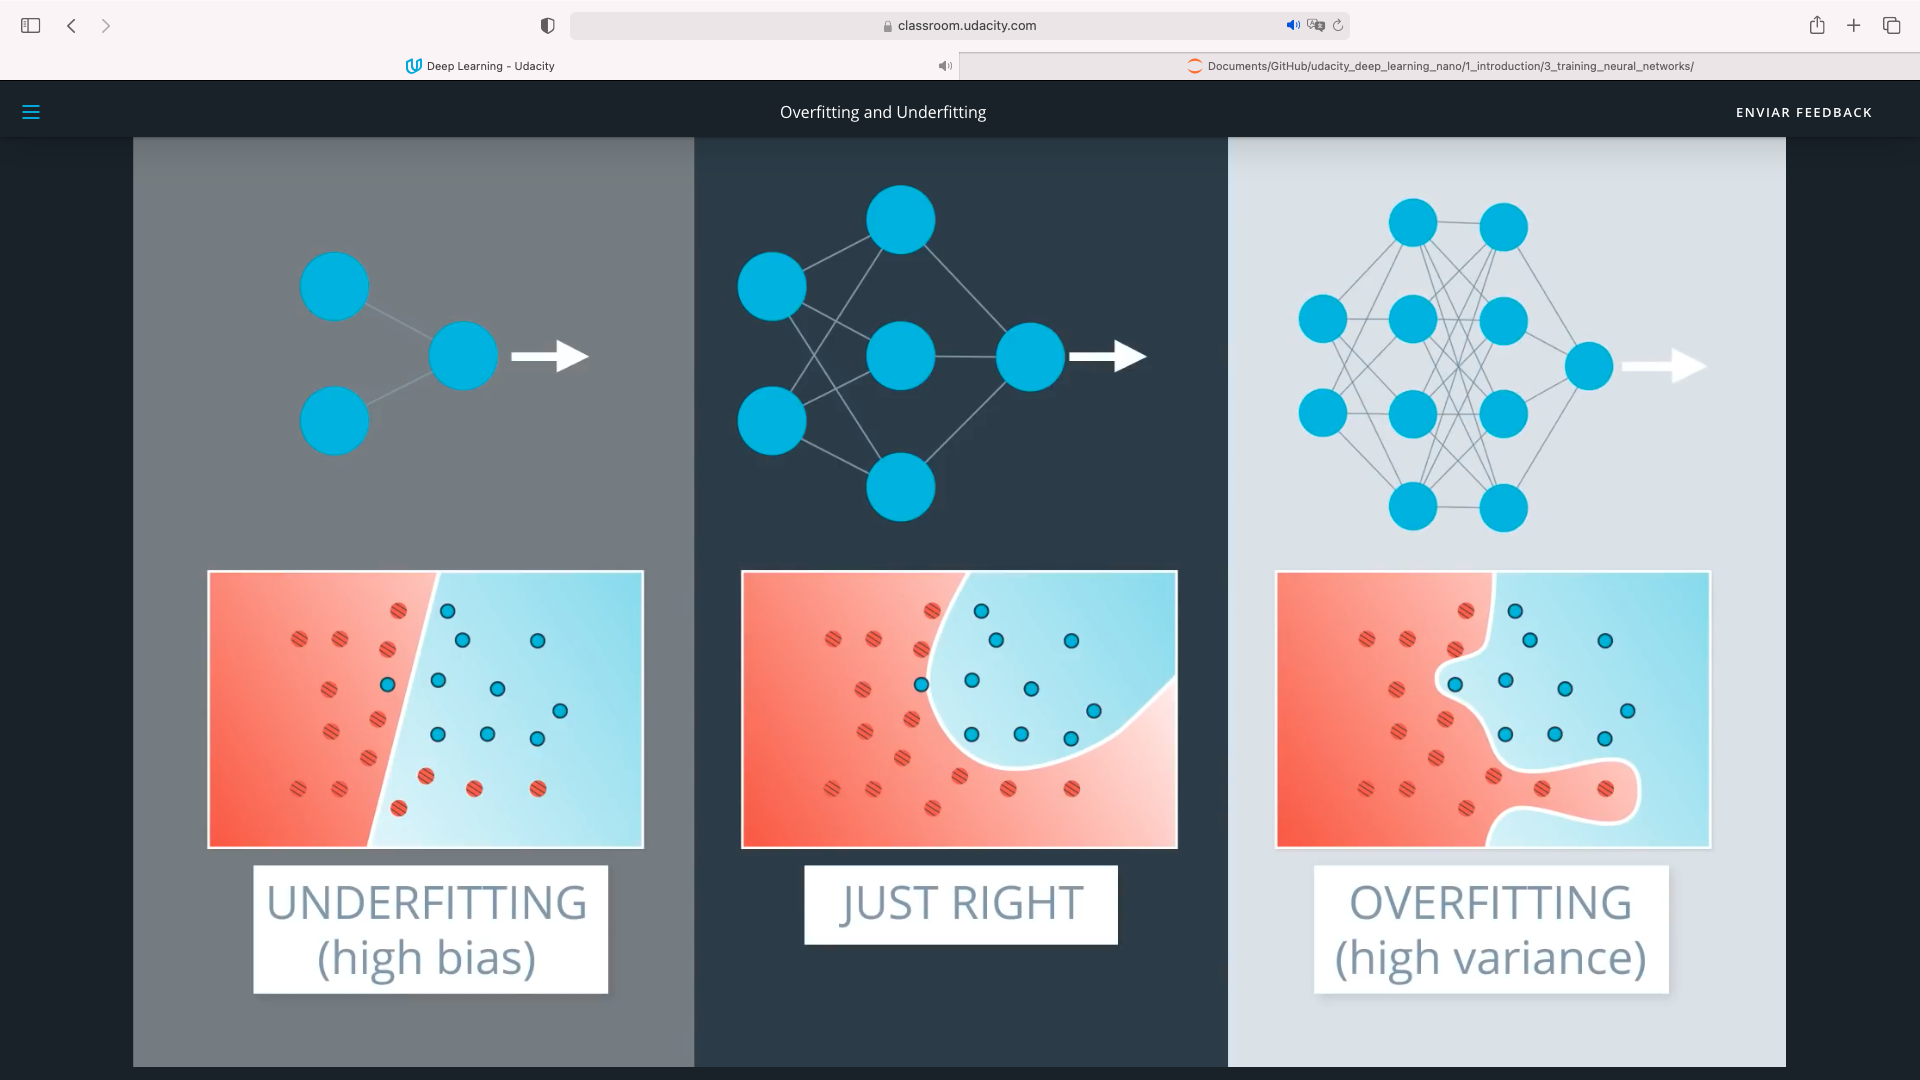 classroom.udacity.com
Deep Learning - Udacity
Documents/GitHub/udacity_deep_learning_nano/1_introduction/3_training_neural_networks/
Overfitting and Underfitting
ENVIAR FEEDBACK
UNDERFITTING
(high bias)
JUST RIGHT
OVERFITTING
(high variance)